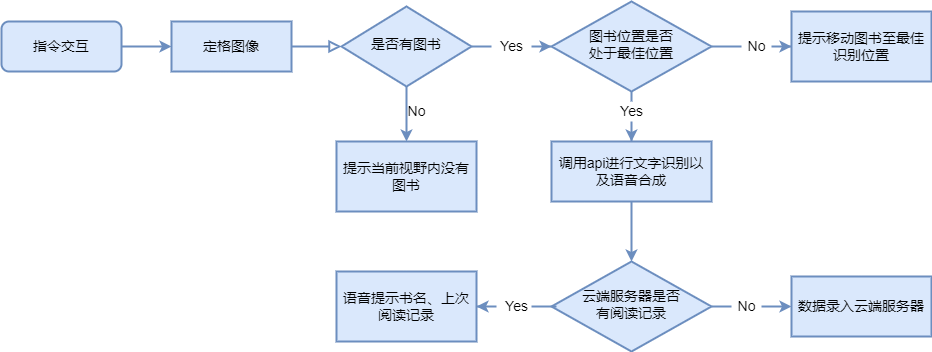 指令交互
定格图像
是否有图书
Yes
图书位置是否
处于最佳位置
No
提示移动图书至最佳
识别位置
No
Yes
提示当前视野内没有
图书
调用api进行文字识别以
及语音合成
语音提示书名、上次
阅读记录
Yes
云端服务器是否
有阅读记录
No
数据录入云端服务器